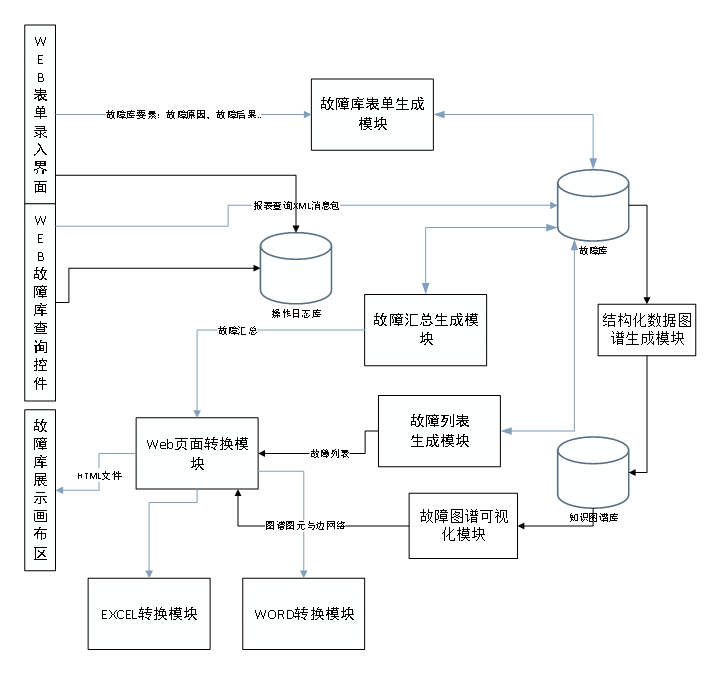 WEB表单录入界面
故障库要素：故障原因、故障后果..
故障库表单生成
模块
WEB故障库查询控件
报表查询XML消息包
操作日志库
故障库
结构化数据图
谱生成模块
故障汇总生成模
块
故障汇总
故障列表
生成模块
故障列表
Web页面转换模
块
故障库展示画布区
HTML文件
图谱图元与边网络
故障图谱可视
化模块
知识图谱库
EXCEL转换模块
WORD转换模块